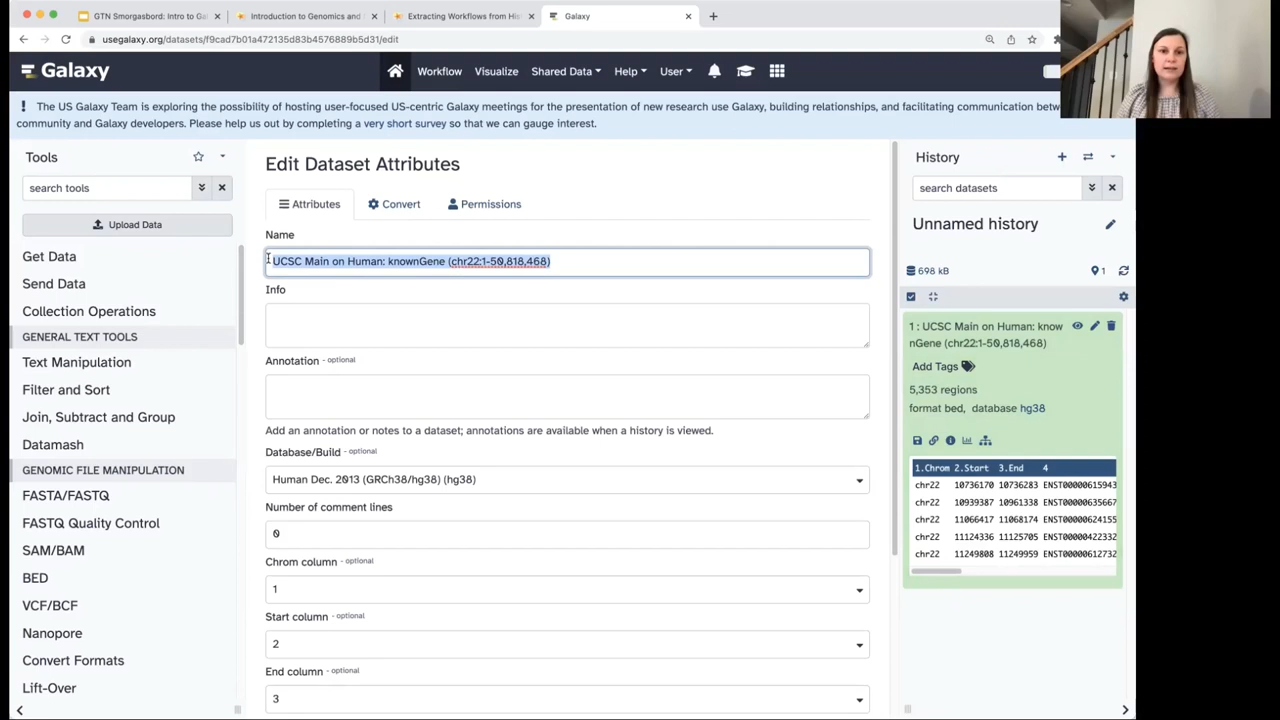 GTN Smorgasbord: Intro to Gal
Introduction to Genomics and
Extracting Workflows from His
Galaxy
usegalaxy.org/datasets/f9cad7b01a472135d83b4576889b5d31/edit
Galaxy
Workflow Visualize Shared Data Help User
The US Galaxy Team is exploring the possibility of hosting user-focused US-centric Galaxy meetings for the presentation of new research use Galaxy, building relationships, and facilitating communication betw
community and Galaxy developers. Please help us out by completing a very short survey so that we can gauge interest.
Tools
search tools
Upload Data
Get Data
Send Data
Collection Operations
GENERAL TEXT TOOLS
Text Manipulation
Filter and Sort
Join, Subtract and Group
Datamash
GENOMIC FILE MANIPULATION
FASTA/FASTQ
FASTQ Quality Control
SAM/BAM
BED
VCF/BCF
Nanopore
Convert Formats
Lift-Over
Edit Dataset Attributes
Attributes Convert Permissions
Name
UCSC Main on Human: knownGene (chr22:1-50,818,468)
Info
Annotation - optional
Add an annotation or notes to a dataset; annotations are available when a history is viewed.
Database/Build - optional
Human Dec. 2013 (GRCh38/hg38) (hg38)
Number of comment lines
0
Chrom column - optional
1
Start column - optional
2
End column - optional
3
History
search datasets
Unnamed history
698 kB
1
1 : UCSC Main on Human: know
nGene (chr22:1-50,818,468)
Add Tags
5,353 regions
format bed, database hg38
1.Chrom 2.Start 3.End 4
chr22 10736170 10736283 ENST00000615943
chr22 10939387 10961338 ENST00000635667
chr22 11066417 11068174 ENST0000062415
chr22 11124336 11125705 ENST0000042233
chr22 11249808 11249959 ENST0000061273